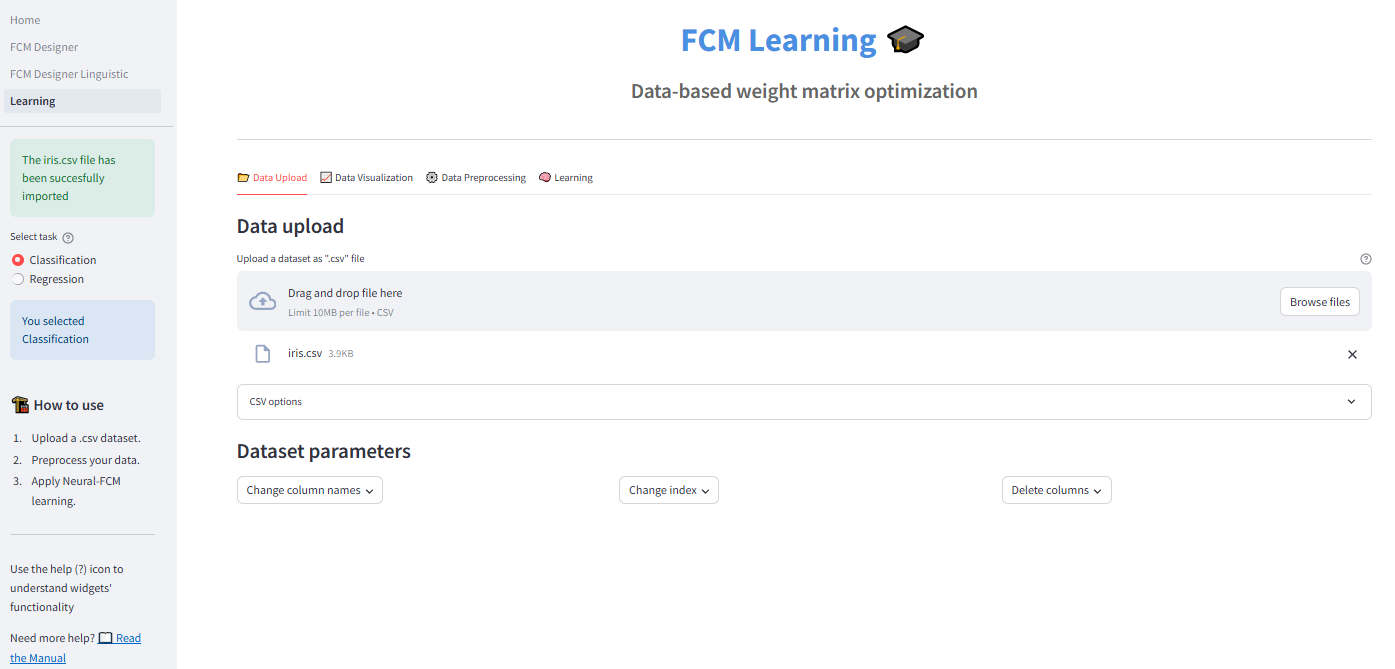 Home
FCM Designer
FCM Designer Linguistic
Learning
The iris.csv file has
been succesfully
imported
Select task
Classification
Regression
You selected
Classification
How to use
1. Upload a .csv dataset.
2. Preprocess your data.
3. Apply Neural-FCM
learning.
Use the help (?) icon to
understand widgets'
functionality
Need more help? Read
the Manual
FCM Learning
Data-based weight matrix optimization
Data Upload Data Visualization Data Preprocessing Learning
Data upload
Upload a dataset as ".csv" file
Drag and drop file here
Limit 10MB per file • CSV
Browse files
iris.csv 3.9KB
CSV options
Dataset parameters
Change column names Change index Delete columns